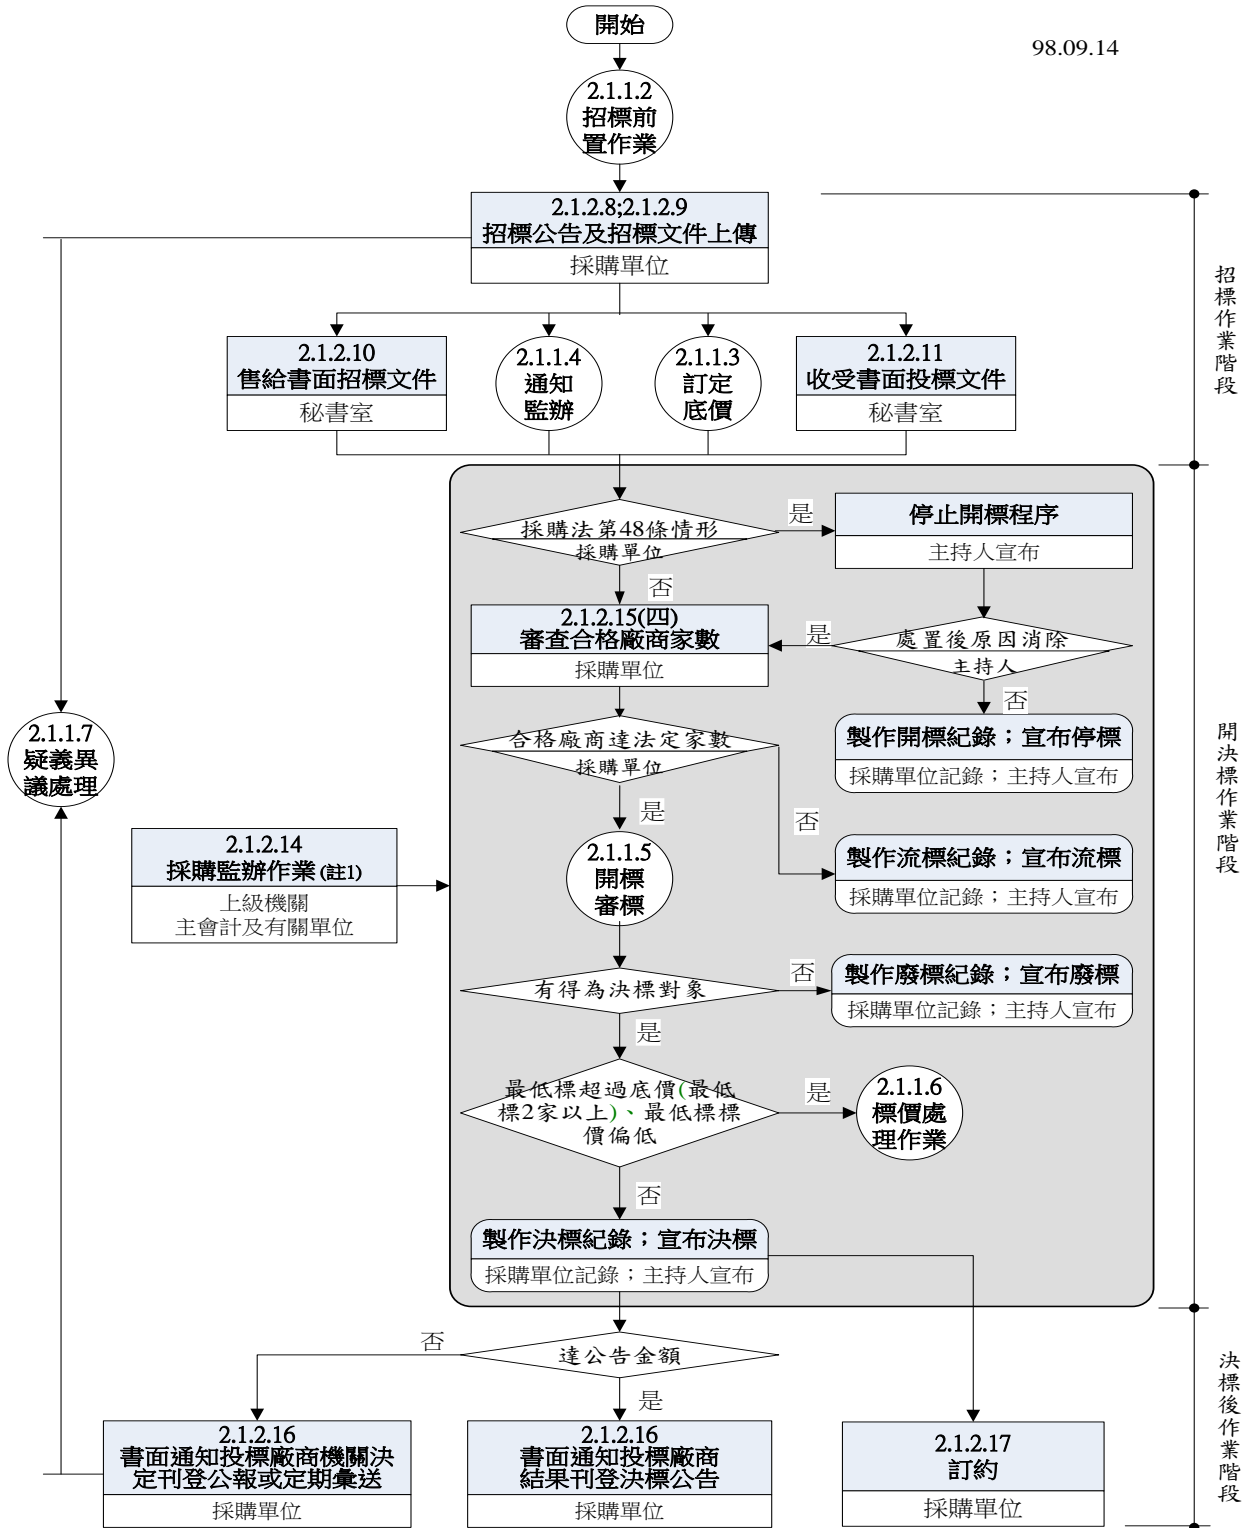 開始
98.09.14
2.1.1.2
招標前
置作業
2.1.2.8;2.1.2.9
招標公告及招標文件上傳
採購單位
招標作業階段
2.1.2.10
售給書面招標文件
秘書室
2.1.1.4
通知
監辦
2.1.1.3
訂定
底價
2.1.2.11
收受書面投標文件
秘書室
採購法第48條情形
採購單位
是
停止開標程序
主持人宣布
否
2.1.2.15(四)
審查合格廠商家數
採購單位
是
處置後原因消除
主持人
否
製作開標紀錄；宣布停標
採購單位記錄；主持人宣布
開決標作業階段
2.1.1.7
疑義異
議處理
合格廠商達法定家數
採購單位
是
否
2.1.2.14
採購監辦作業(註1)
上級機關
主會計及有關單位
2.1.1.5
開標
審標
製作流標紀錄；宣布流標
採購單位記錄；主持人宣布
有得為決標對象
否
製作廢標紀錄；宣布廢標
採購單位記錄；主持人宣布
是
最低標超過底價(最低
標2家以上)、最低標標
價偏低
是
2.1.1.6
標價處
理作業
否
製作決標紀錄；宣布決標
採購單位記錄；主持人宣布
達公告金額
否
是
決標後作業階段
2.1.2.16
書面通知投標廠商機關決
定刊登公報或定期彙送
採購單位
2.1.2.16
書面通知投標廠商
結果刊登決標公告
採購單位
2.1.2.17
訂約
採購單位